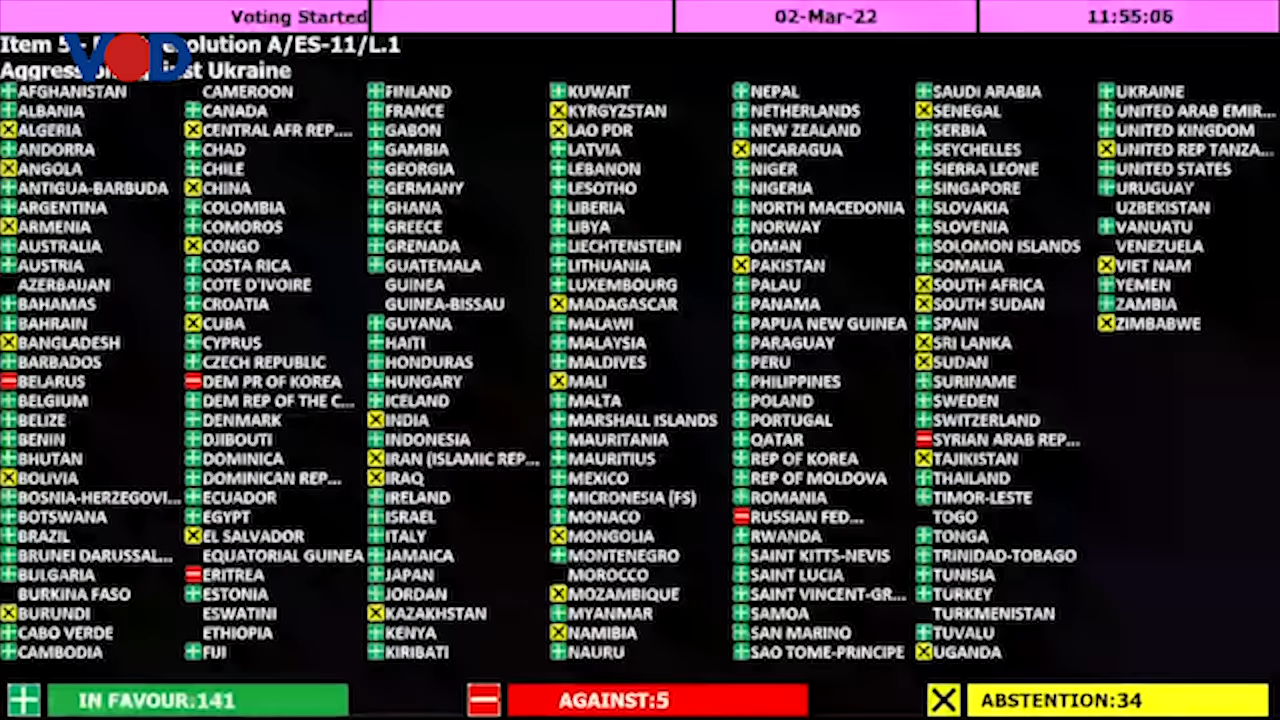 Voting Started 02-Mar-22 11:55:06
VOD
Item 5 resolution A/ES-11/L.1
Aggression against Ukraine
AFGHANISTAN
ALBANIA
ALGERIA
ANDORRA
ANGOLA
ANTIGUA-BARBUDA
ARGENTINA
ARMENIA
AUSTRALIA
AUSTRIA
AZERBAIJAN
BAHAMAS
BAHRAIN
BANGLADESH
BARBADOS
BELARUS
BELGIUM
BELIZE
BENIN
BHUTAN
BOLIVIA
BOSNIA-HERZEGOVI...
BOTSWANA
BRAZIL
BRUNEI DARUSSAL...
BULGARIA
BURKINA FASO
BURUNDI
CABO VERDE
CAMBODIA
CAMEROON
CANADA
CENTRAL AFR REP....
CHAD
CHILE
CHINA
COLOMBIA
COMOROS
CONGO
COSTA RICA
COTE D'IVOIRE
CROATIA
CUBA
CYPRUS
CZECH REPUBLIC
DEM PR OF KOREA
DEM REP OF THE C...
DENMARK
DJIBOUTI
DOMINICA
DOMINICAN REP...
ECUADOR
EGYPT
EL SALVADOR
EQUATORIAL GUINEA
ERITREA
ESTONIA
ESWATINI
ETHIOPIA
FIJI
FINLAND
FRANCE
GABON
GAMBIA
GEORGIA
GERMANY
GHANA
GREECE
GRENADA
GUATEMALA
GUINEA
GUINEA-BISSAU
GUYANA
HAITI
HONDURAS
HUNGARY
ICELAND
INDIA
INDONESIA
IRAN (ISLAMIC REP...
IRAQ
IRELAND
ISRAEL
ITALY
JAMAICA
JAPAN
JORDAN
KAZAKHSTAN
KENYA
KIRIBATI
KUWAIT
KYRGYZSTAN
LAO PDR
LATVIA
LEBANON
LESOTHO
LIBERIA
LIBYA
LIECHTENSTEIN
LITHUANIA
LUXEMBOURG
MADAGASCAR
MALAWI
MALAYSIA
MALDIVES
MALI
MALTA
MARSHALL ISLANDS
MAURITANIA
MAURITIUS
MEXICO
MICRONESIA (FS)
MONACO
MONGOLIA
MONTENEGRO
MOROCCO
MOZAMBIQUE
MYANMAR
NAMIBIA
NAURU
NEPAL
NETHERLANDS
NEW ZEALAND
NICARAGUA
NIGER
NIGERIA
NORTH MACEDONIA
NORWAY
OMAN
PAKISTAN
PALAU
PANAMA
PAPUA NEW GUINEA
PARAGUAY
PERU
PHILIPPINES
POLAND
PORTUGAL
QATAR
REP OF KOREA
REP OF MOLDOVA
ROMANIA
RUSSIAN FED...
RWANDA
SAINT KITTS-NEVIS
SAINT LUCIA
SAINT VINCENT-GR...
SAMOA
SAN MARINO
SAO TOME-PRINCIPE
SAUDI ARABIA
SENEGAL
SERBIA
SEYCHELLES
SIERRA LEONE
SINGAPORE
SLOVAKIA
SLOVENIA
SOLOMON ISLANDS
SOMALIA
SOUTH AFRICA
SOUTH SUDAN
SPAIN
SRI LANKA
SUDAN
SURINAME
SWEDEN
SWITZERLAND
SYRIAN ARAB REP...
TAJIKISTAN
THAILAND
TIMOR-LESTE
TOGO
TONGA
TRINIDAD-TOBAGO
TUNISIA
TURKEY
TURKMENISTAN
TUVALU
UGANDA
UKRAINE
UNITED ARAB EMIR...
UNITED KINGDOM
UNITED REP TANZA...
UNITED STATES
URUGUAY
UZBEKISTAN
VANUATU
VENEZUELA
VIET NAM
YEMEN
ZAMBIA
ZIMBABWE
IN FAVOUR:141 AGAINST:5 ABSTENTION:34